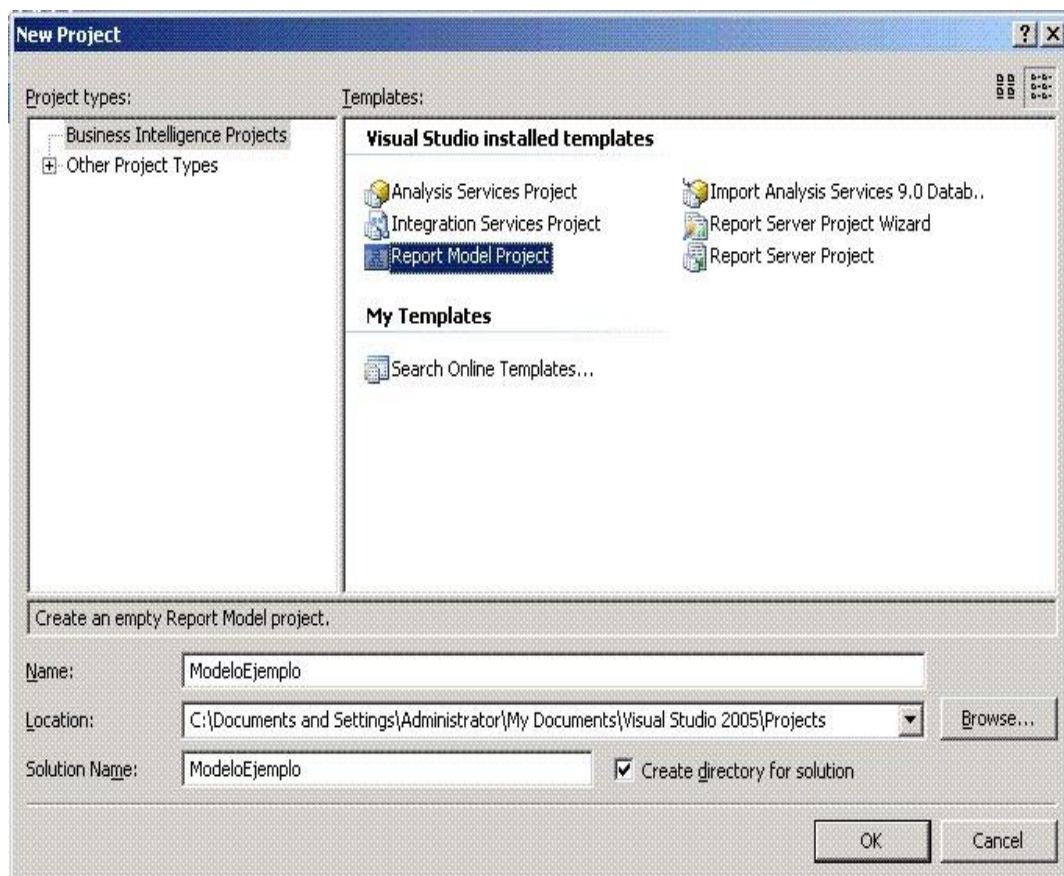 New Project
Project types:
Templates:
Business Intelligence Projects
Other Project Types
Visual Studio installed templates
Analysis Services Project
Import Analysis Services 9.0 Datab..
Integration Services Project
Report Server Project Wizard
Report Model Project
Report Server Project
My Templates
Search Online Templates...
Create an empty Report Model project.
Name:
ModeloEjemplo
Location:
C:\Documents and Settings\Administrator\My Documents\Visual Studio 2005\Projects
Browse...
Solution Name:
ModeloEjemplo
Create directory for solution
OK
Cancel